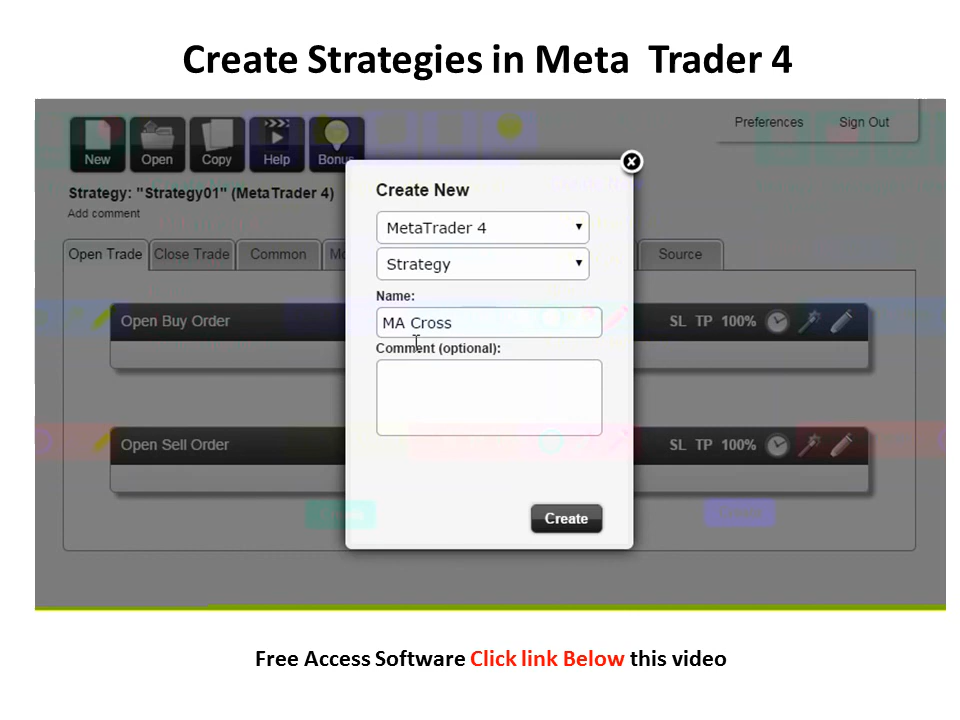 Create Strategies in Meta  Trader 4
Preferences Sign Out
New Open Copy Help Bonus
Strategy: "Strategy01" (MetaTrader 4)
Add comment
Open Trade Close Trade Common Source
Create New
MetaTrader 4
Strategy
Name:
MA Cross
Comment (optional):
Create
Open Buy Order SL TP 100%
Open Sell Order SL TP 100%
Free Access Software Click link Below this video